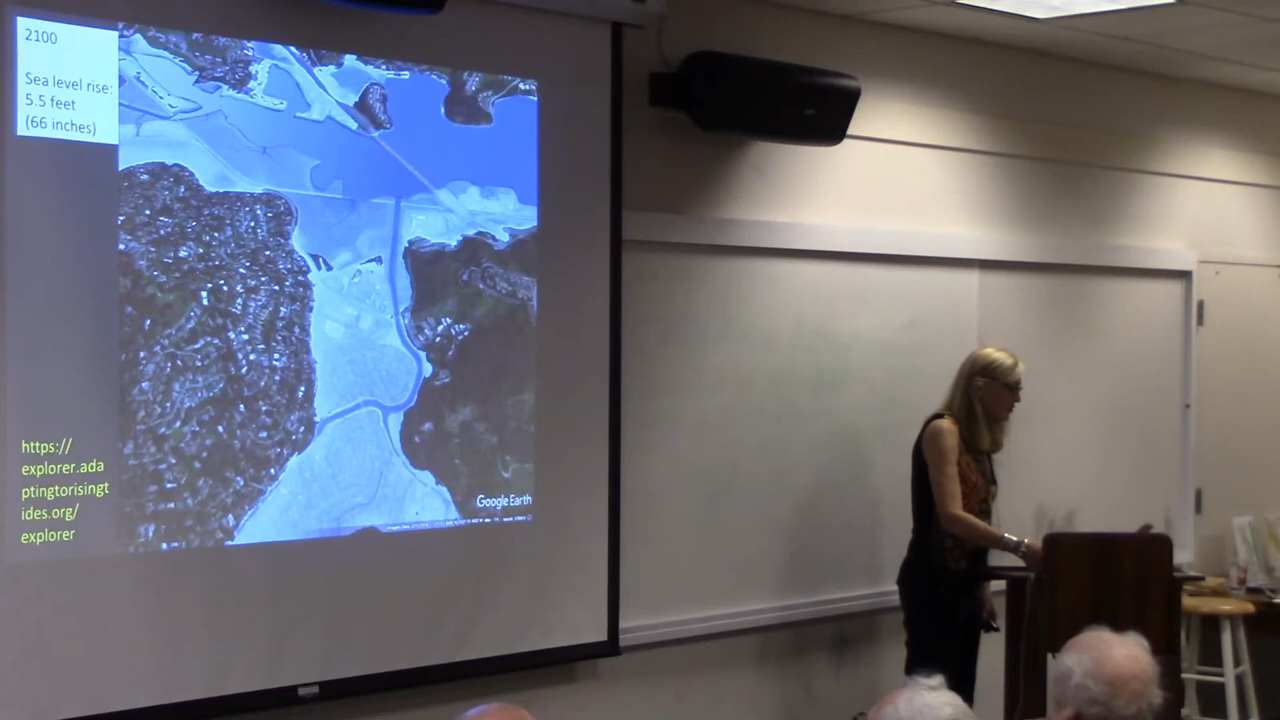 2100
Sea level rise:
5.5 feet
(66 inches)
https://
explorer.ada
ptingtorisingt
ides.org/
explorer
Google Earth